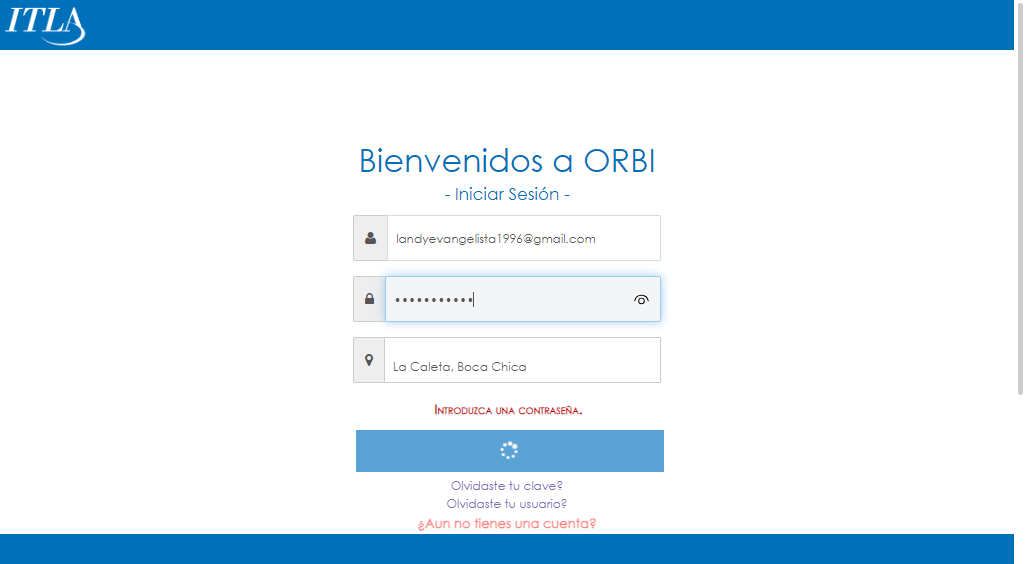 ITLA
Bienvenidos a ORBI
- Iniciar Sesión -
landyevangelista1996@gmail.com
•••••••••••
La Caleta, Boca Chica
Introduzca una contraseña.
Olvidaste tu clave?
Olvidaste tu usuario?
¿Aun no tienes una cuenta?